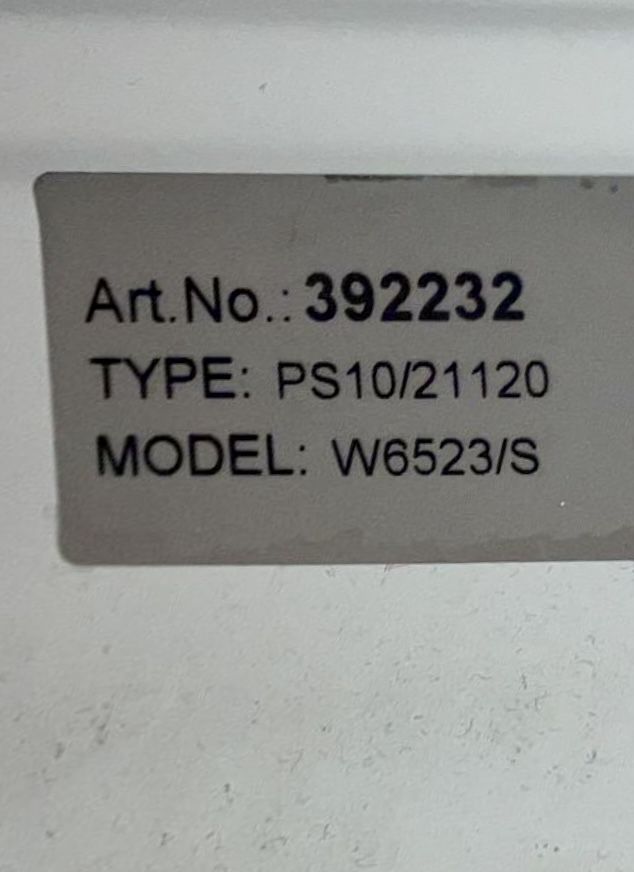 Art.No.: 392232
TYPE: PS10/21120
MODEL: W6523/S